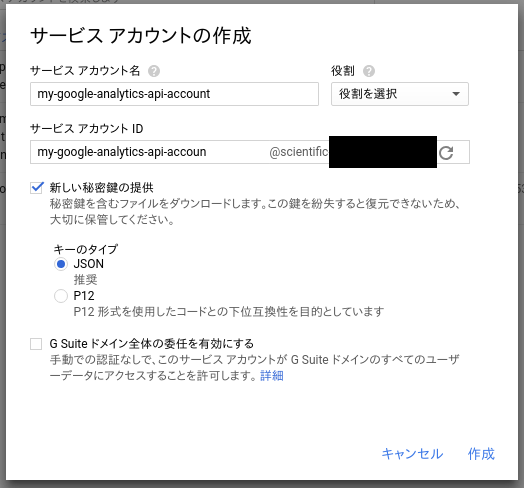 サービス アカウントの作成
サービス アカウント名
役割
my-google-analytics-api-account
役割を選択
サービス アカウント ID
my-google-analytics-api-accoun
@scientific
新しい秘密鍵の提供
秘密鍵を含むファイルをダウンロードします。この鍵を紛失すると復元できないため、
大切に保管してください。
キーのタイプ
JSON
推奨
P12
P12 形式を使用したコードとの下位互換性を目的としています
G Suite ドメイン全体の委任を有効にする
手動での認証なしで、このサービス アカウントが G Suite ドメインのすべてのユーザ
ーデータにアクセスすることを許可します。 詳細
キャンセル
作成